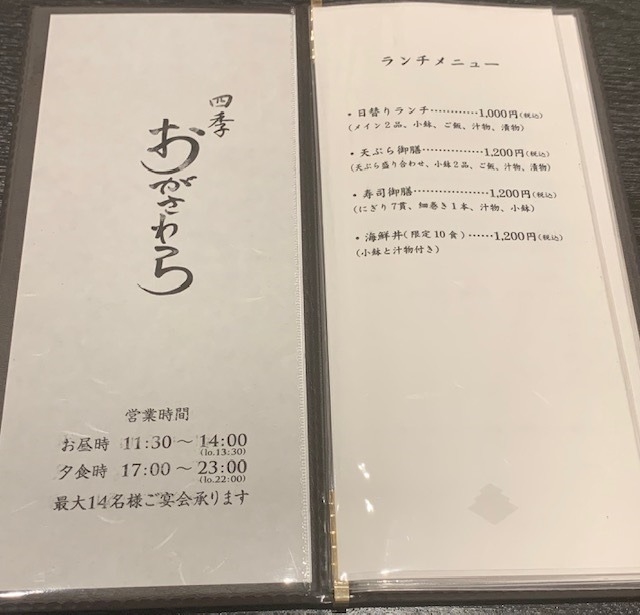 四季
おがさわら
営業時間
お昼時 11:30～14:00
(lo.13:30)
夕食時 17:00～23:00
(lo.22:00)
最大14名様ご宴会承ります
ランチメニュー
・日替りランチ…………1,000円(税込)
(メイン2品、小鉢、ご飯、汁物、漬物)
・天ぷら御膳………………1,200円(税込)
(天ぷら盛り合わせ、小鉢2品、ご飯、汁物、漬物)
・寿司御膳…………………1,200円(税込)
(にぎり7貫、細巻き1本、汁物、小鉢)
・海鮮丼(限定10食)……1,200円(税込)
(小鉢と汁物付き)